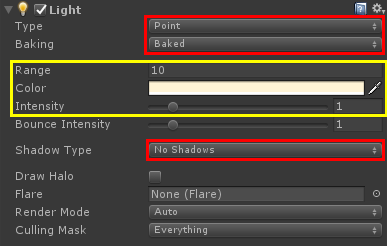 Light
Type Point
Baking Baked
Range 10
Color
Intensity 1
Bounce Intensity 1
Shadow Type No Shadows
Draw Halo
Flare None (Flare)
Render Mode Auto
Culling Mask Everything